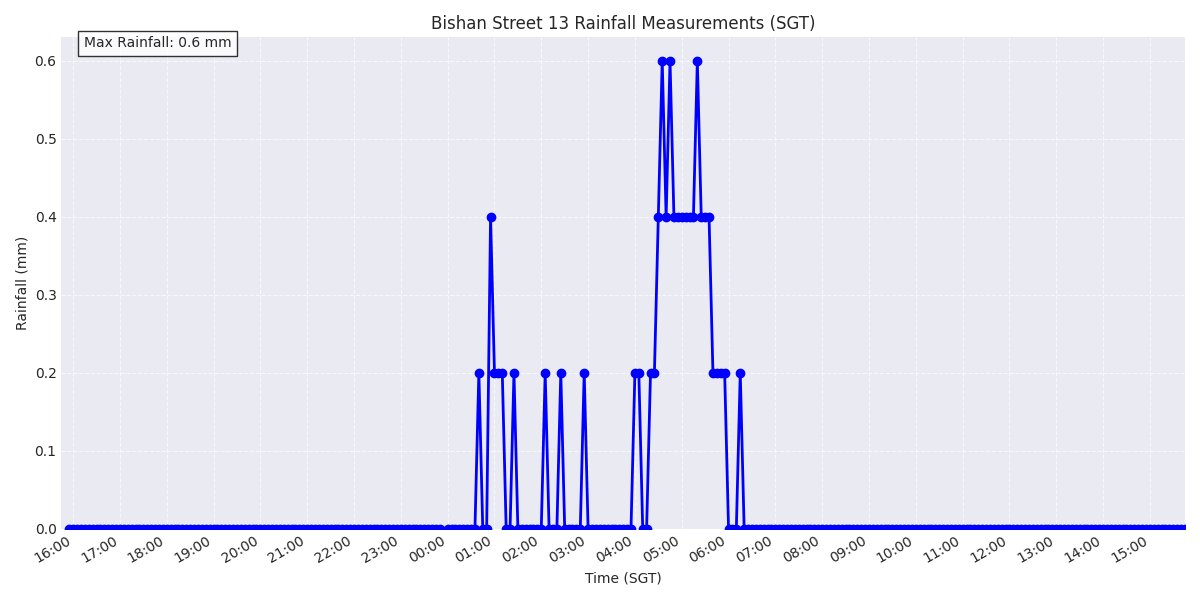 Bishan Street 13 Rainfall Measurements (SGT)
Max Rainfall: 0.6 mm
Rainfall (mm)
0.6
0.5
0.4
0.3
0.2
0.1
0.0
16:00 17:00 18:00 19:00 20:00 21:00 22:00 23:00 00:00 01:00 02:00 03:00 04:00 05:00 06:00 07:00 08:00 09:00 10:00 11:00 12:00 13:00 14:00 15:00
Time (SGT)